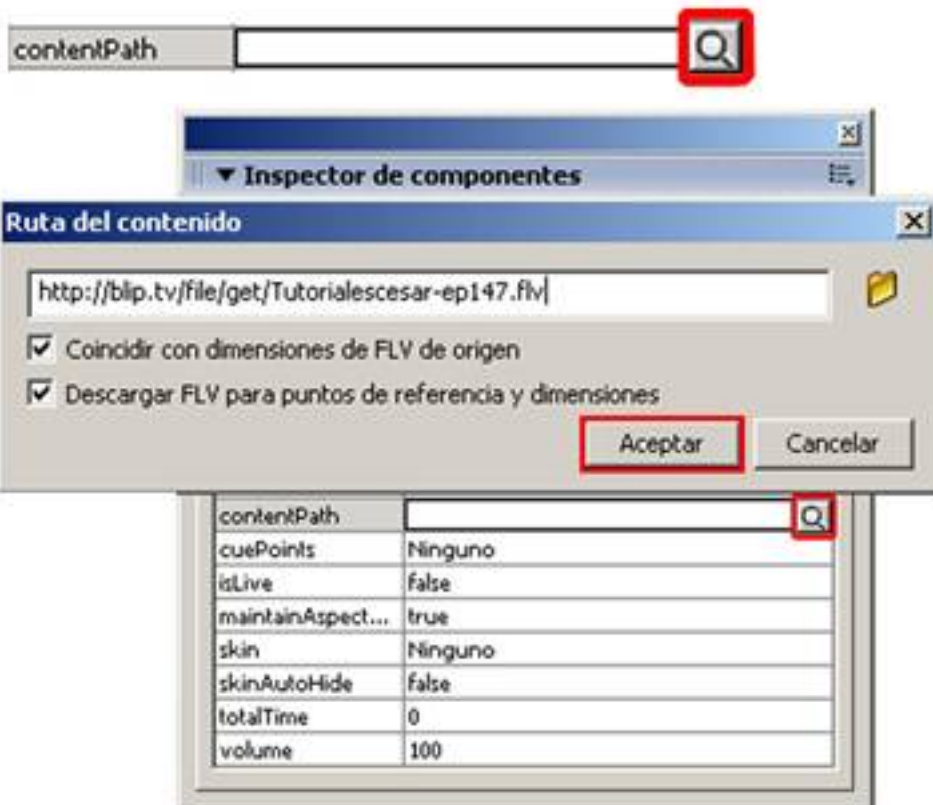 contentPath
Inspector de componentes
Ruta del contenido
http://blip.tv/file/get/Tutorialescesar-ep147.flv
Coincidir con dimensiones de FLV de origen
Descargar FLV para puntos de referencia y dimensiones
Aceptar Cancelar
contentPath
cuePoints Ninguno
isLive false
maintainAspect... true
skin Ninguno
skinAutoHide false
totalTime 0
volume 100